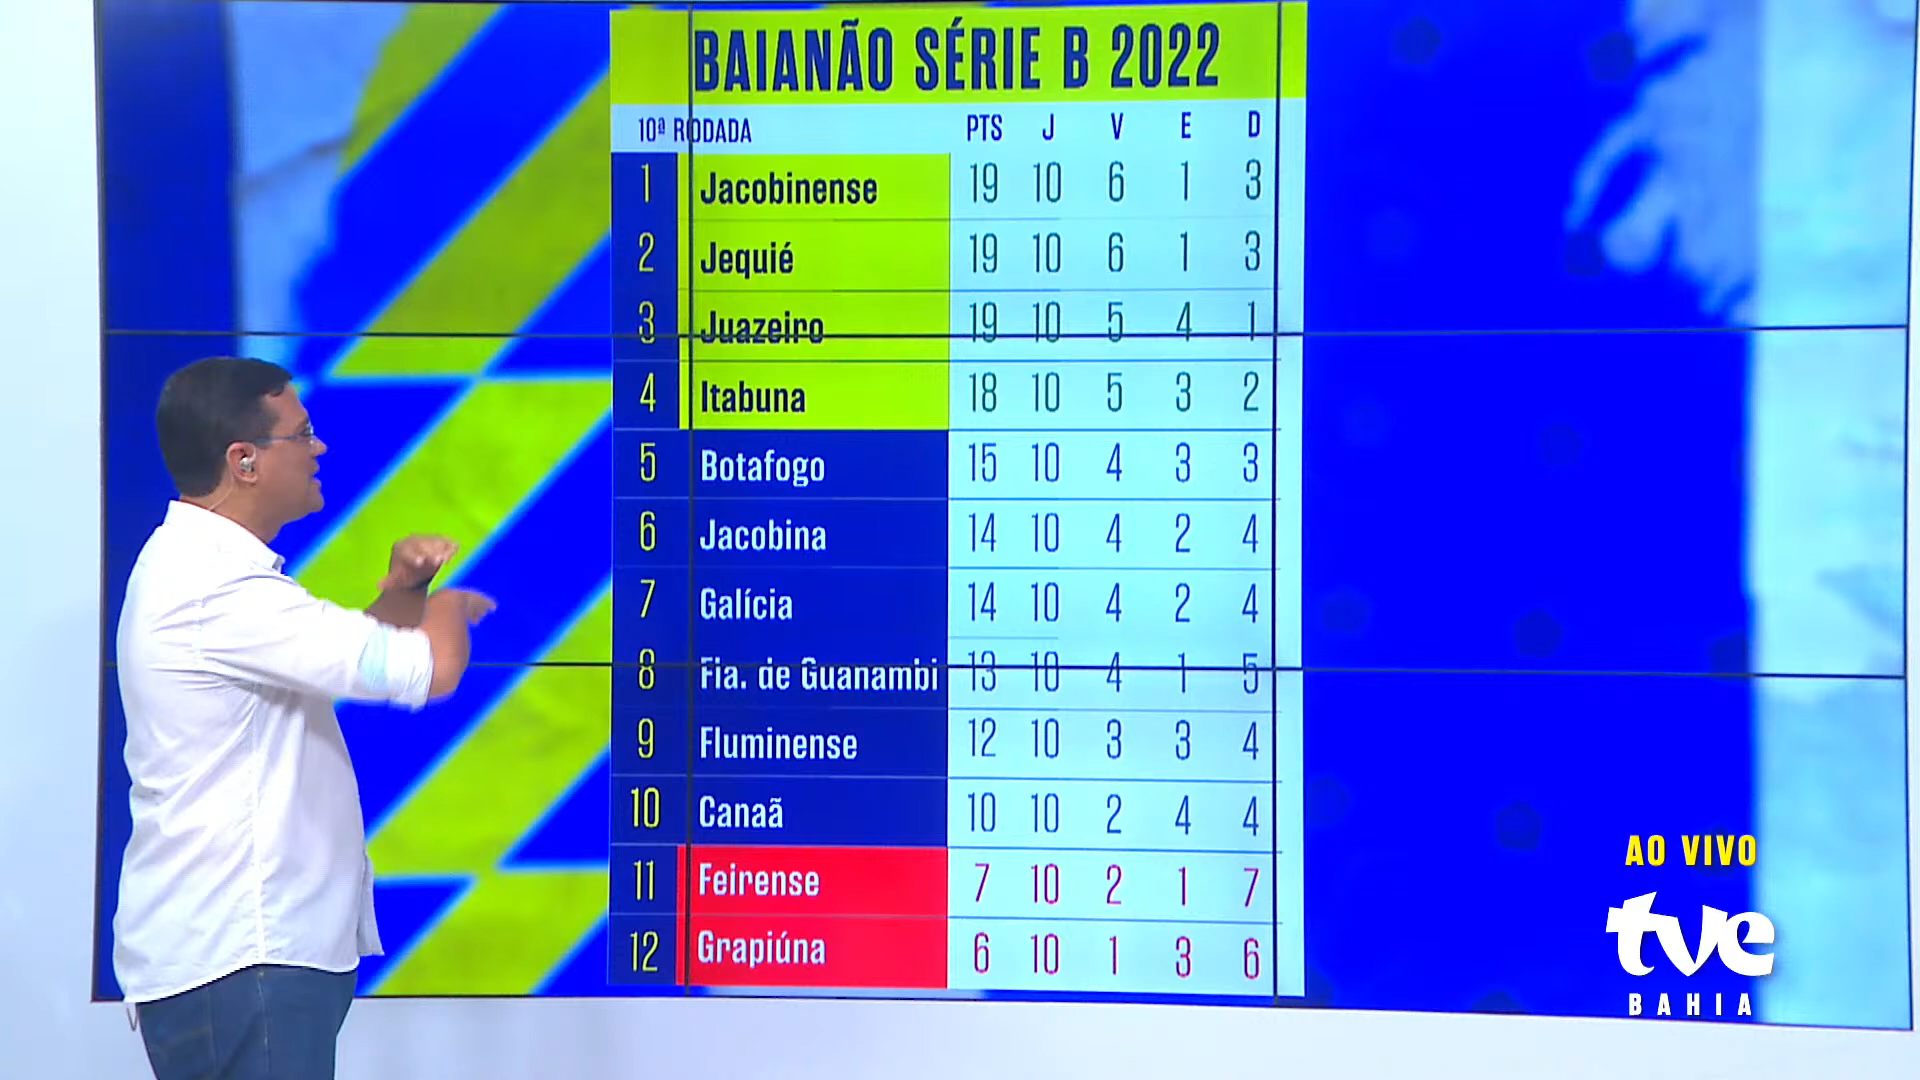 BAIANÃO SÉRIE B 2022
10ª RODADA PTS J V E D
1 Jacobinense 19 10 6 1 3
2 Jequié 19 10 6 1 3
3 Juazeiro 19 10 5 4 1
4 Itabuna 18 10 5 3 2
5 Botafogo 15 10 4 3 3
6 Jacobina 14 10 4 2 4
7 Galícia 14 10 4 2 4
8 Fla. de Guanambi 13 10 4 1 5
9 Fluminense 12 10 3 3 4
10 Canaã 10 10 2 4 4
11 Feirense 7 10 2 1 7
12 Grapiúna 6 10 1 3 6
AO VIVO
tve
BAHIA